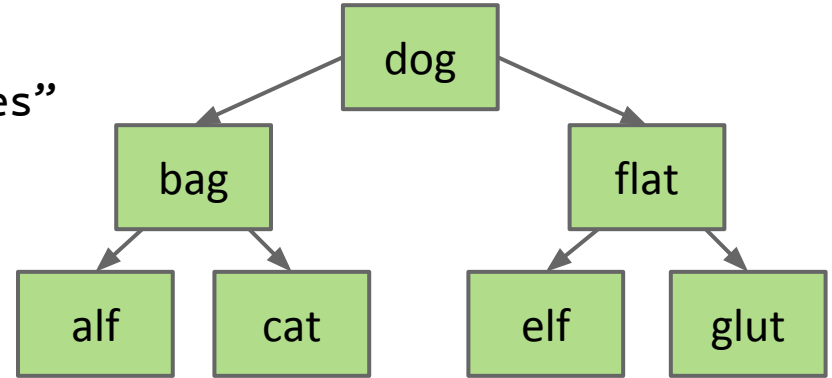 dog
es”
bag
flat
alf
cat
elf
glut